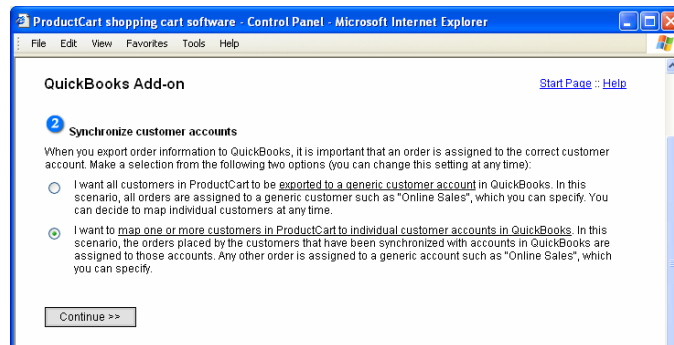 ProductCart shopping cart software - Control Panel - Microsoft Internet Explorer
File Edit View Favorites Tools Help
QuickBooks Add-on
Start Page :: Help
2 Synchronize customer accounts
When you export order information to QuickBooks, it is important that an order is assigned to the correct customer
account. Make a selection from the following two options (you can change this setting at any time):
I want all customers in ProductCart to be exported to a generic customer account in QuickBooks. In this
scenario, all orders are assigned to a generic customer such as "Online Sales", which you can specify. You
can decide to map individual customers at any time.
I want to map one or more customers in ProductCart to individual customer accounts in QuickBooks. In this
scenario, the orders placed by the customers that have been synchronized with accounts in QuickBooks are
assigned to those accounts. Any other order is assigned to a generic account such as "Online Sales", which
you can specify.
Continue >>